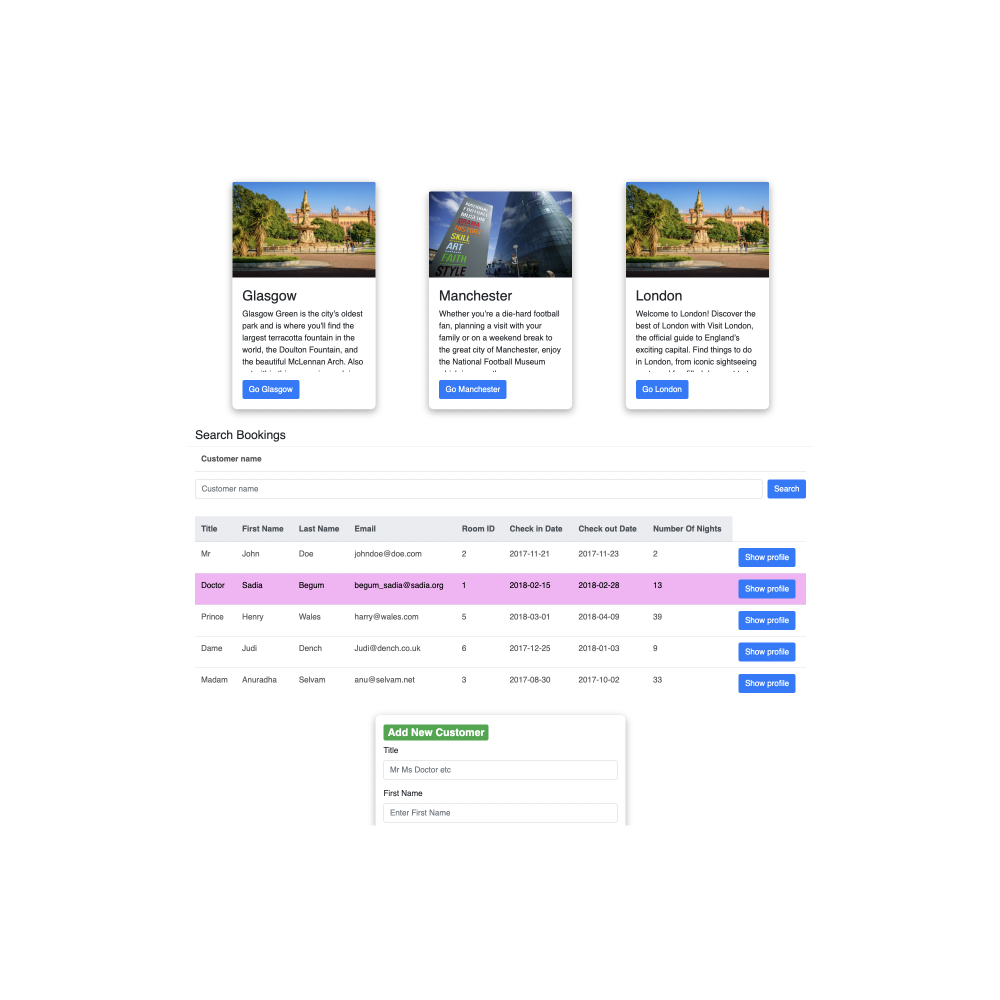 NATIONAL
FOOTBALL
MUSEUM
HISTORY
SKILL
ART
FAITH
STYLE
Glasgow
Glasgow Green is the city's oldest
park and is where you'll find the
largest terracotta fountain in the
world, the Doulton Fountain, and
the beautiful McLennan Arch. Also
Go Glasgow
Manchester
Whether you're a die-hard football
fan, planning a visit with your
family or on a weekend break to
the great city of Manchester, enjoy
the National Football Museum
Go Manchester
London
Welcome to London! Discover the
best of London with Visit London,
the official guide to England's
exciting capital. Find things to do
in London, from iconic sightseeing
Go London
Search Bookings
Customer name
Customer name Search
Title First Name Last Name Email Room ID Check in Date Check out Date Number Of Nights
Mr John Doe johndoe@doe.com 2 2017-11-21 2017-11-23 2 Show profile
Doctor Sadia Begum begum_sadia@sadia.org 1 2018-02-15 2018-02-28 13 Show profile
Prince Henry Wales harry@wales.com 5 2018-03-01 2018-04-09 39 Show profile
Dame Judi Dench Judi@dench.co.uk 6 2017-12-25 2018-01-03 9 Show profile
Madam Anuradha Selvam anu@selvam.net 3 2017-08-30 2017-10-02 33 Show profile
Add New Customer
Title
Mr Ms Doctor etc
First Name
Enter First Name